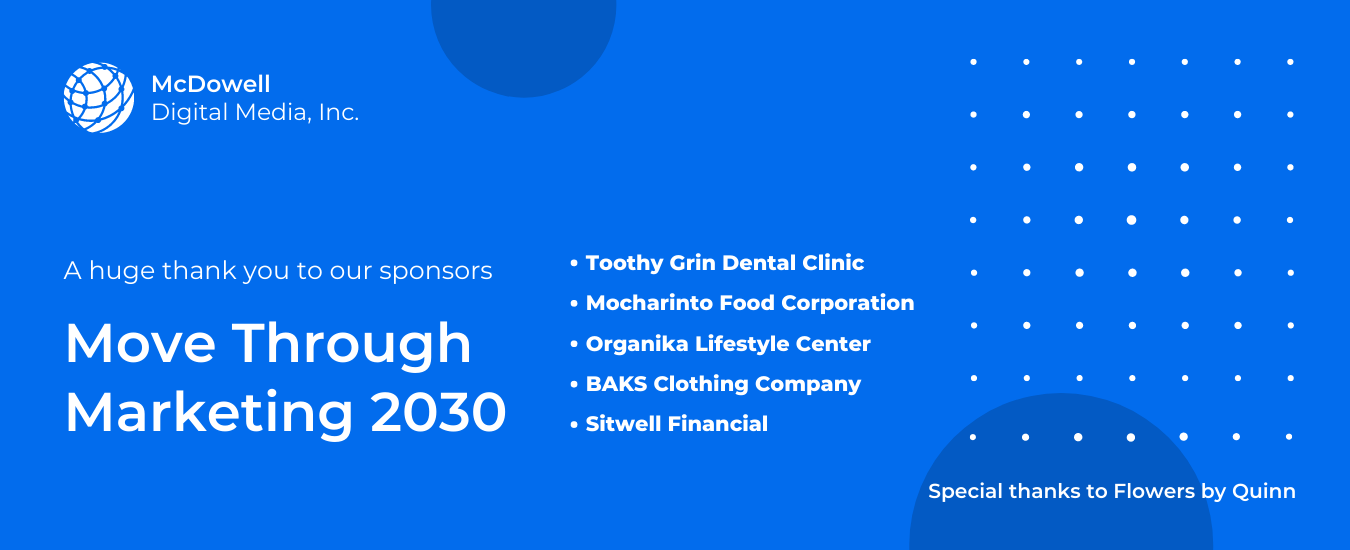 McDowell
Digital Media, Inc.
A huge thank you to our sponsors
Move Through
Marketing 2030
• Toothy Grin Dental Clinic
• Mocharinto Food Corporation
• Organika Lifestyle Center
• BAKS Clothing Company
• Sitwell Financial
Special thanks to Flowers by Quinn